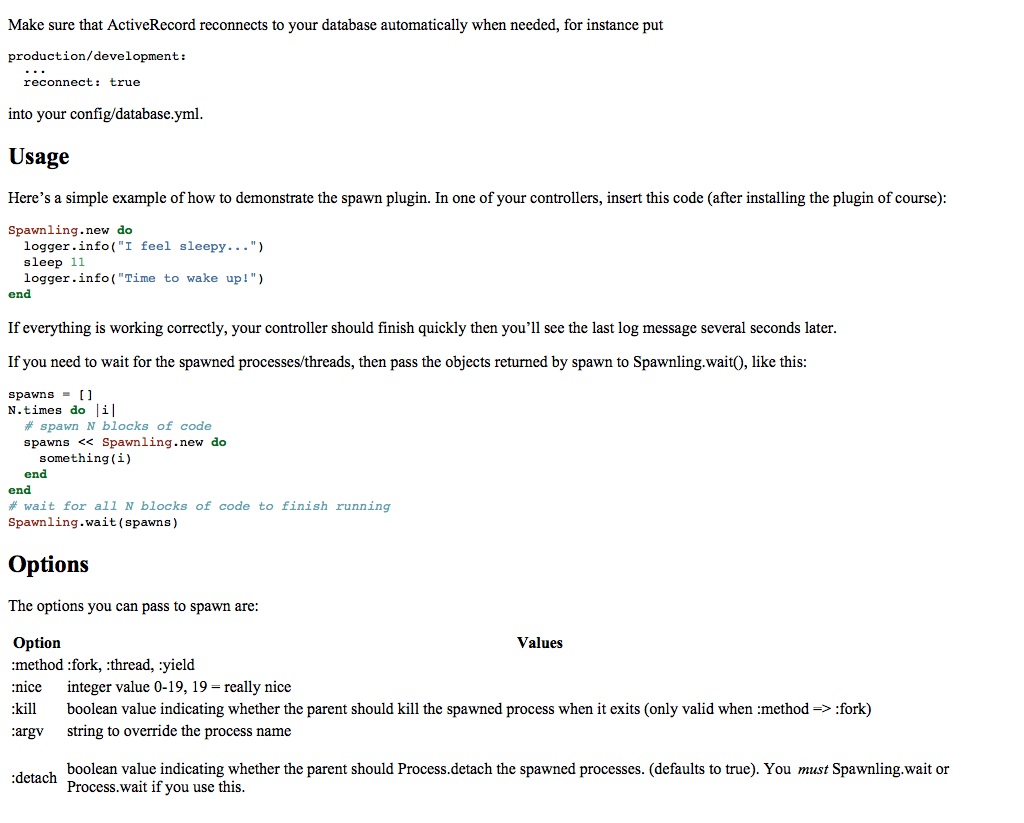 Make sure that ActiveRecord reconnects to your database automatically when needed, for instance put
production/development:
...
reconnect: true
into your config/database.yml.
Usage
Here’s a simple example of how to demonstrate the spawn plugin. In one of your controllers, insert this code (after installing the plugin of course):
Spawnling.new do
logger.info("I feel sleepy...")
sleep 11
logger.info("Time to wake up!")
end
If everything is working correctly, your controller should finish quickly then you’ll see the last log message several seconds later.
If you need to wait for the spawned processes/threads, then pass the objects returned by spawn to Spawnling.wait(), like this:
spawns = []
N.times do |i|
# spawn N blocks of code
spawns << Spawnling.new do
something(i)
end
end
# wait for all N blocks of code to finish running
Spawnling.wait(spawns)
Options
The options you can pass to spawn are:
Option Values
:method :fork, :thread, :yield
:nice integer value 0-19, 19 = really nice
:kill boolean value indicating whether the parent should kill the spawned process when it exits (only valid when :method => :fork)
:argv string to override the process name
:detach boolean value indicating whether the parent should Process.detach the spawned processes. (defaults to true). You must Spawnling.wait or
Process.wait if you use this.